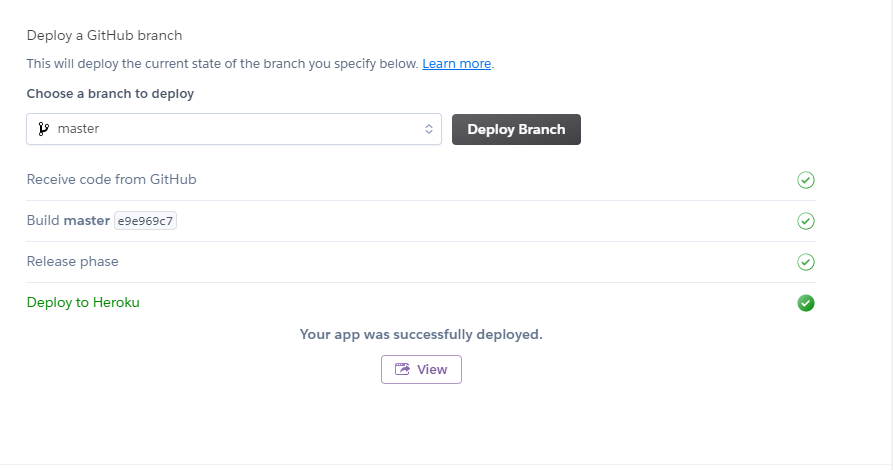 Deploy a GitHub branch
This will deploy the current state of the branch you specify below. Learn more.
Choose a branch to deploy
master
Deploy Branch
Receive code from GitHub
Build master e9e969c7
Release phase
Deploy to Heroku
Your app was successfully deployed.
View